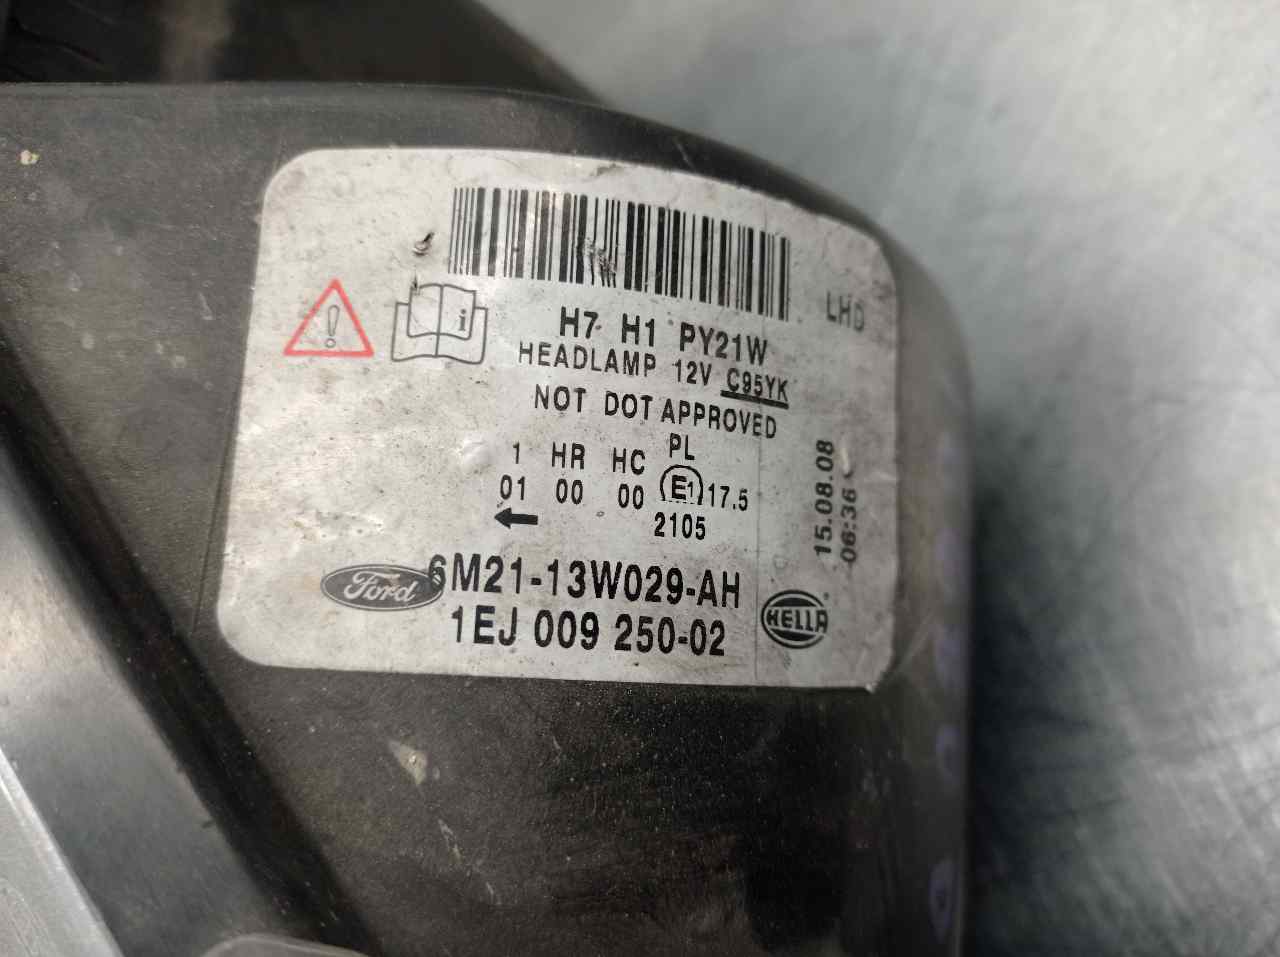 LHD
H7 H1 PY21W
HEADLAMP 12V C95YK
NOT DOT APPROVED
1 HR HC PL
01 00 00 E1 17.5
2105
15.08.08
06:36
Ford 6M21-13W029-AH
1EJ 009 250-02 HELLA